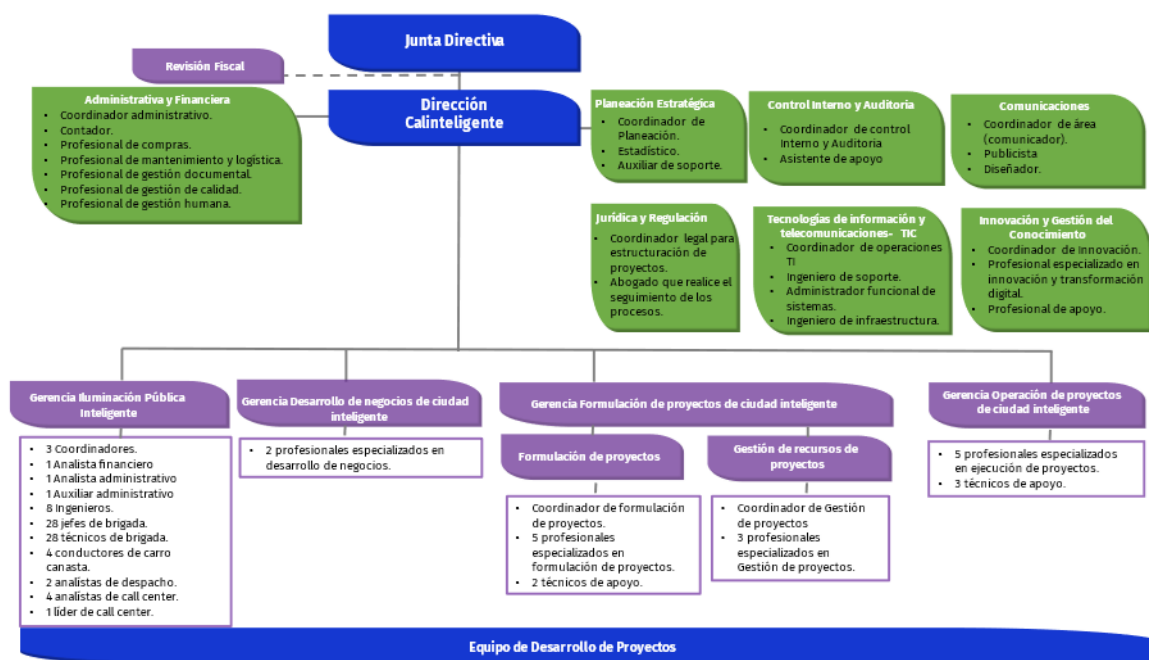 Junta Directiva
Revisión Fiscal
Administrativa y Financiera
• Coordinador administrativo.
• Contador.
• Profesional de compras.
• Profesional de mantenimiento y logística.
• Profesional de gestión documental.
• Profesional de gestión de calidad.
• Profesional de gestión humana.
Dirección
Calinteligente
Planeación Estratégica
• Coordinador de
Planeación.
• Estadístico.
• Auxiliar de soporte.
Control Interno y Auditoria
• Coordinador de control
Interno y Auditoria
• Asistente de apoyo
Comunicaciones
• Coordinador de área
(comunicador).
• Publicista
• Diseñador.
Jurídica y Regulación
• Coordinador legal para
estructuración de
proyectos.
• Abogado que realice el
seguimiento de los
procesos.
Tecnologías de información y
telecomunicaciones- TIC
• Coordinador de operaciones
TI
• Ingeniero de soporte.
• Administrador funcional de
sistemas.
• Ingeniero de infraestructura.
Innovación y Gestión del
Conocimiento
• Coordinador de Innovación.
• Profesional especializado en
innovación y transformación
digital.
• Profesional de apoyo.
Gerencia Iluminación Pública
Inteligente
• 3 Coordinadores.
• 1 Analista financiero
• 1 Analista administrativo
• 1 Auxiliar administrativo
• 8 Ingenieros.
• 28 jefes de brigada.
• 28 técnicos de brigada.
• 4 conductores de carro
canasta.
• 2 analístas de despacho.
• 4 analístas de call center.
• 1 líder de call center.
Gerencia Desarrollo de negocios de ciudad
inteligente
• 2 profesionales especializados en
desarrollo de negocios.
Gerencia Formulación de proyectos de ciudad inteligente
Formulación de proyectos
• Coordinador de formulación
de proyectos.
• 5 profesionales
especializados en
formulación de proyectos.
• 2 técnicos de apoyo.
Gestión de recursos de
proyectos
• Coordinador de Gestión
de proyectos
• 3 profesionales
especializados en
Gestión de proyectos.
Gerencia Operación de proyectos
de ciudad inteligente
• 5 profesionales especializados
en ejecución de proyectos.
• 3 técnicos de apoyo.
Equipo de Desarrollo de Proyectos